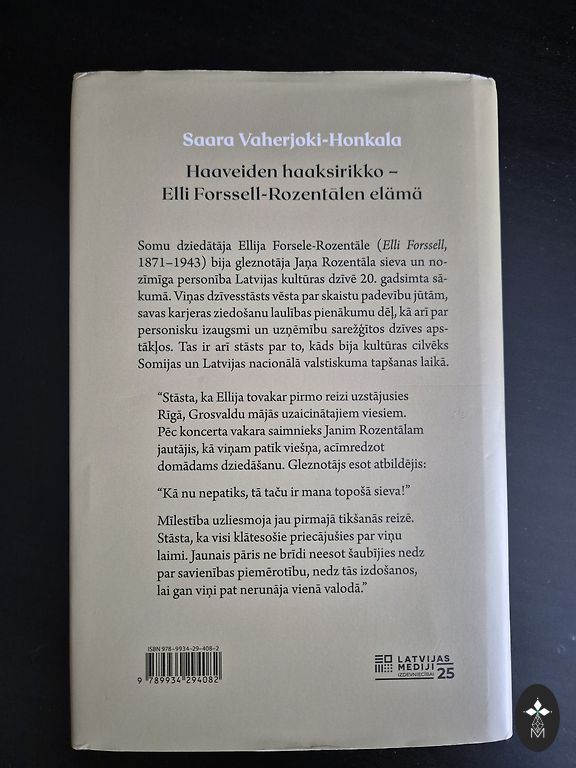 Saara Vaherjoki-Honkala
Haaveiden haaksirikko –
Elli Forssell-Rozentālen elämä
Somu dziedātāja Ellija Forsele-Rozentāle (Elli Forssell,
1871–1943) bija gleznotāja Jaņa Rozentāla sieva un no-
zīmīga personība Latvijas kultūras dzīvē 20. gadsimta sā-
kumā. Viņas dzīvesstāsts vēsta par skaistu padevību jūtām,
savas karjeras ziedošanu laulības pienākumu dēļ, kā arī par
personisku izaugsmi un uzņēmību sarežģītos dzīves aps-
tākļos. Tas ir arī stāsts par to, kāds bija kultūras cilvēks
Somijas un Latvijas nacionālā valstiskuma tapšanas laikā.
“Stāsta, ka Ellija tovakar pirmo reizi uzstājusies
Rīgā, Grosvaldu mājās uzaicinātajiem viesiem.
Pēc koncerta vakara saimnieks Janim Rozentālam
jautājis, kā viņam patīk viešņa, acīmredzot
domādams dziedāšanu. Gleznotājs esot atbildējis:
“Kā nu nepatiks, tā taču ir mana topošā sieva!”
Mīlestība uzliesmoja jau pirmajā tikšanās reizē.
Stāsta, ka visi klātesošie priecājušies par viņu
laimi. Jaunais pāris ne brīdi neesot šaubījies nedz
par savienības piemērotību, nedz tās izdošanos,
lai gan viņi pat nerunāja vienā valodā.”
ISBN 978-9934-29-408-2
9 789934 294082
LATVIJAS
MEDIJI
IZDEVNIECĪBAI 25
M